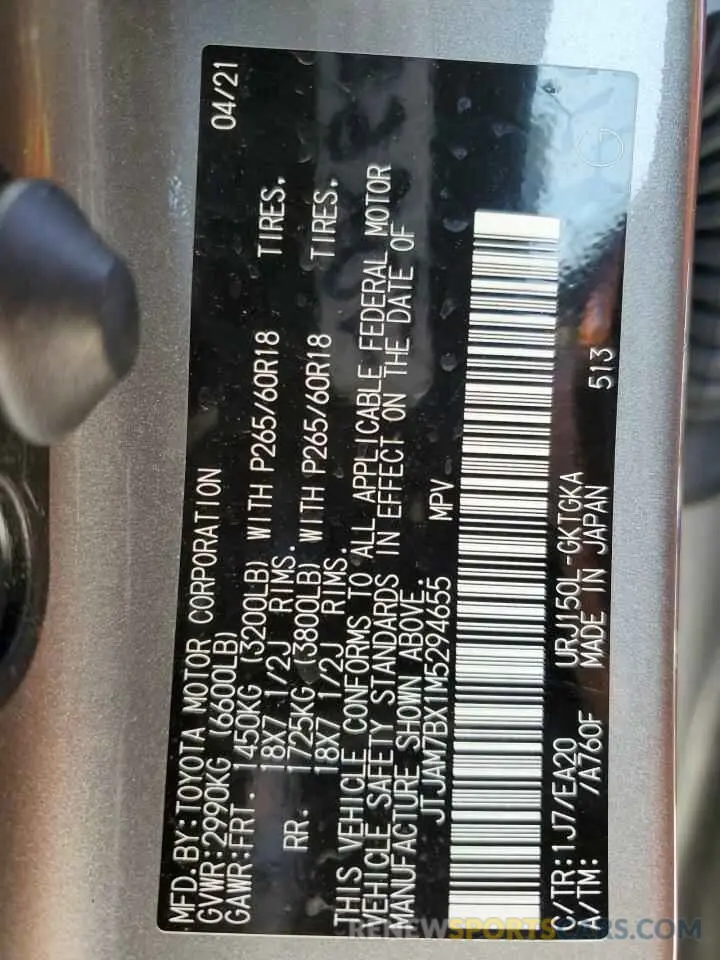 MFD.BY:TOYOTA MOTOR CORPORATION 04/21
GVWR:2990KG (6600LB)
GAWR:FRT. 1450KG (3200LB) WITH P265/60R18 TIRES,
18X7 1/2J RIMS.
RR. 1725KG (3800LB) WITH P265/60R18 TIRES,
18X7 1/2J RIMS.
THIS VEHICLE CONFORMS TO ALL APPLICABLE FEDERAL MOTOR
VEHICLE SAFETY STANDARDS IN EFFECT ON THE DATE OF
MANUFACTURE SHOWN ABOVE.
JTJAM7BX1M5294655 MPV
C/TR:1J7/EA20 URJ150L-GKTGKA 513
A/TM: /A760F MADE IN JAPAN
RENEWSPORTSCARS.COM